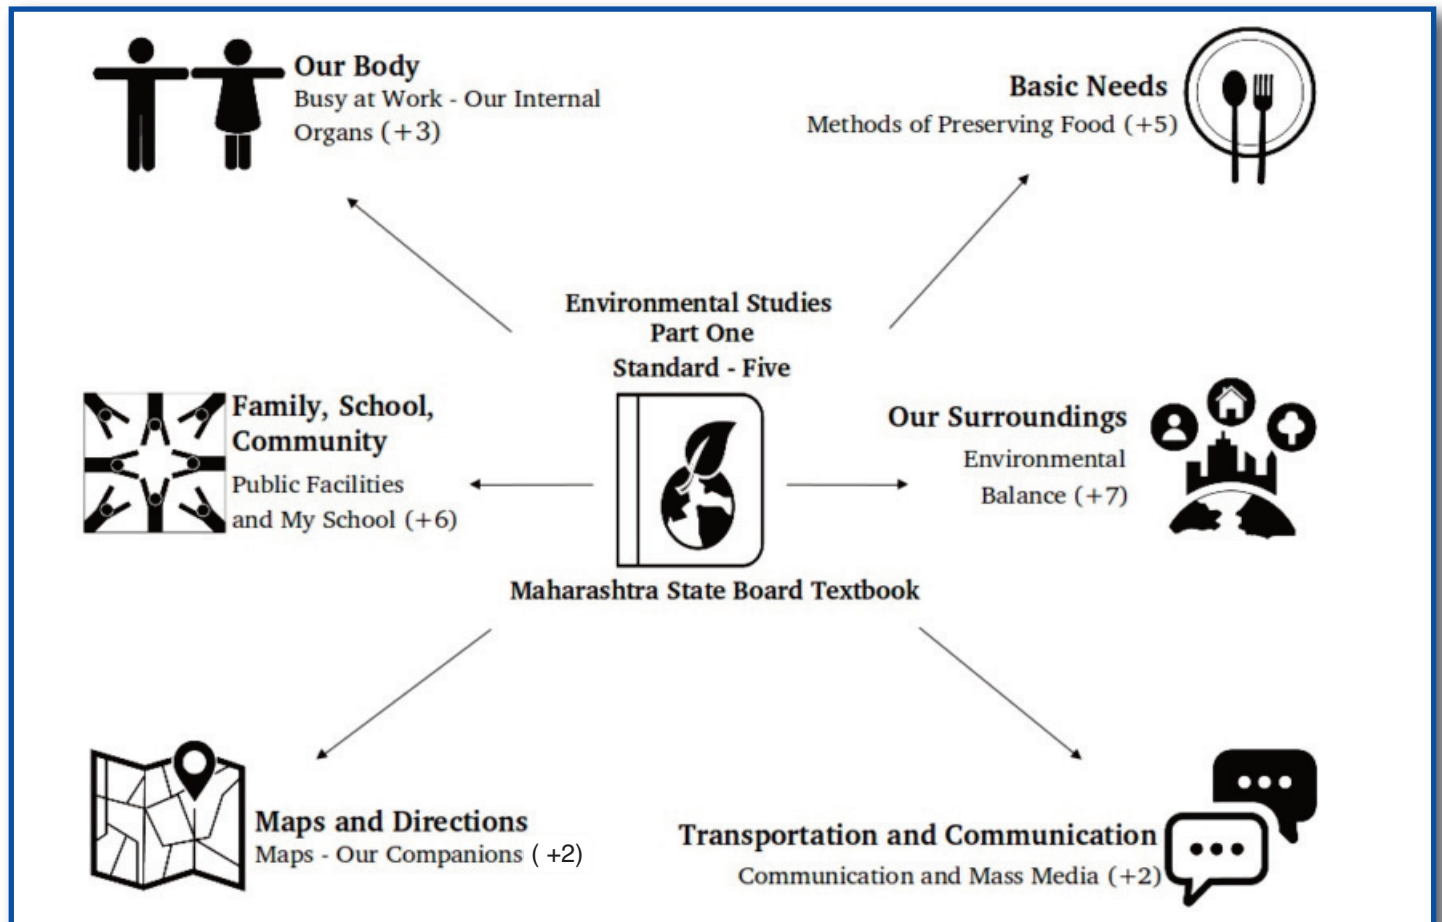 Our Body
Busy at Work - Our Internal
Organs (+3)
Basic Needs
Methods of Preserving Food (+5)
Environmental Studies
Part One
Standard - Five
Family, School,
Community
Public Facilities
and My School (+6)
Our Surroundings
Environmental
Balance (+7)
Maharashtra State Board Textbook
Maps and Directions
Maps - Our Companions ( +2)
Transportation and Communication
Communication and Mass Media (+2)